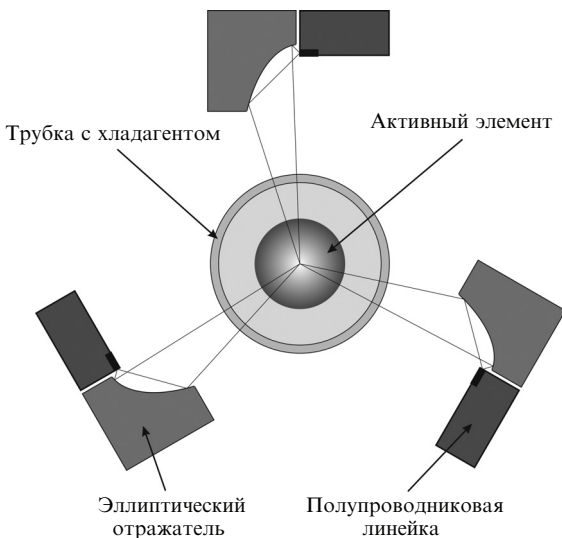 Трубка с хладагентом
Активный элемент
Эллиптический
отражатель
Полупроводниковая
линейка